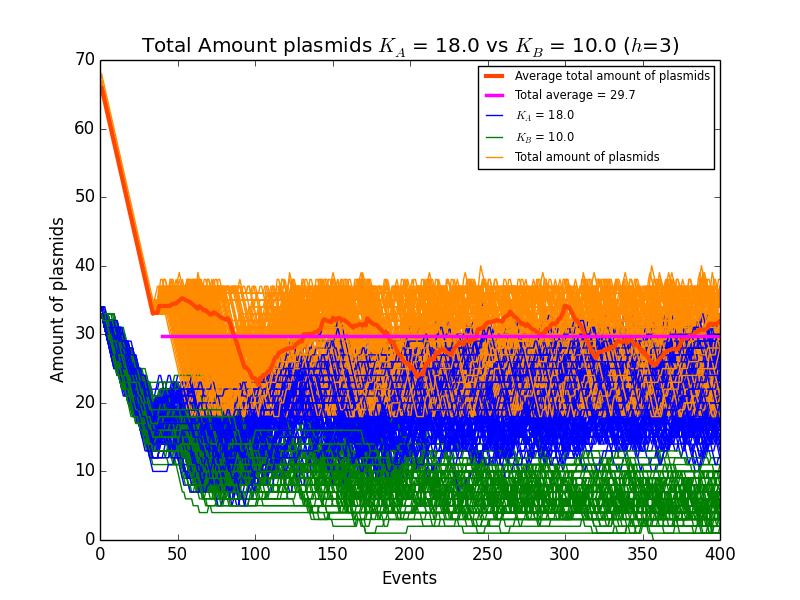 Total Amount plasmids K_A = 18.0 vs K_B = 10.0 (h=3)
70
60
50
40
30
20
10
0
Amount of plasmids
Average total amount of plasmids
Total average = 29.7
K_A = 18.0
K_B = 10.0
Total amount of plasmids
0 50 100 150 200 250 300 350 400
Events